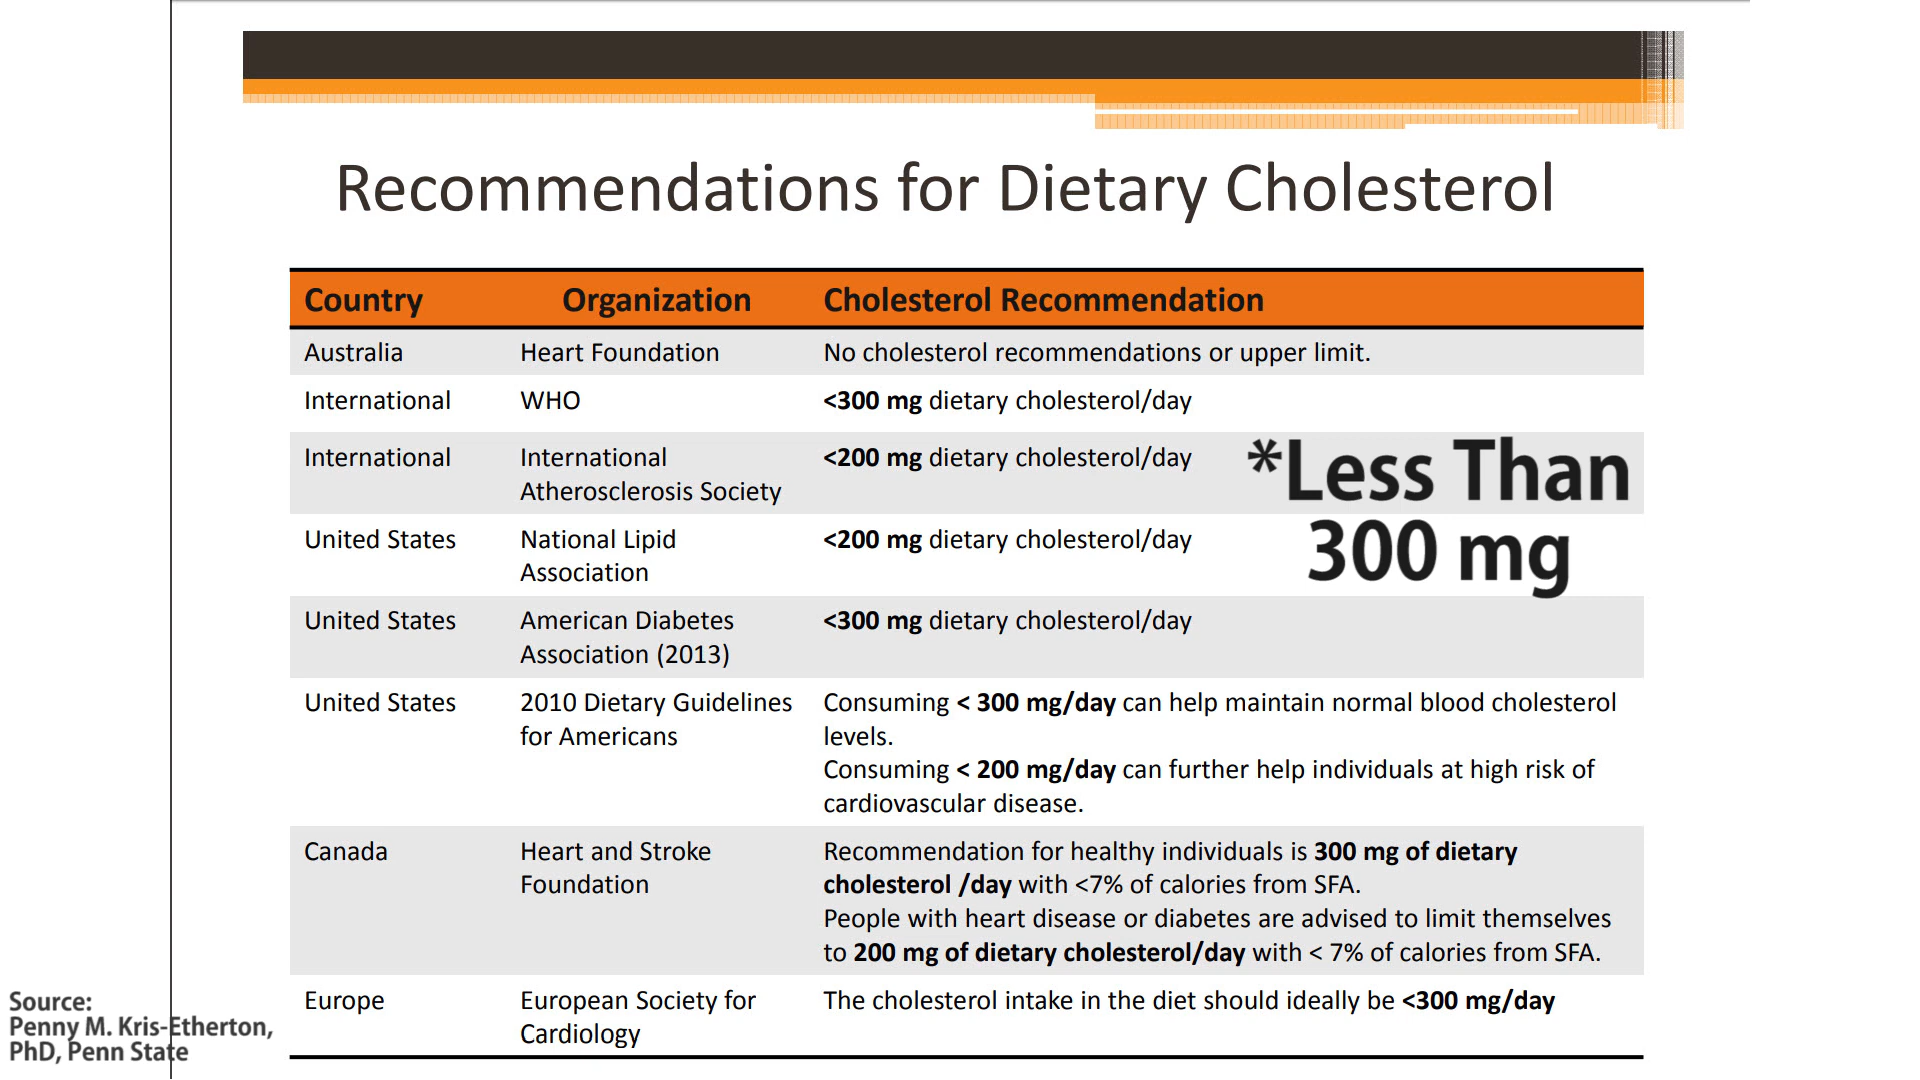 Recommendations for Dietary Cholesterol
Country Organization Cholesterol Recommendation
Australia Heart Foundation No cholesterol recommendations or upper limit.
International WHO <300 mg dietary cholesterol/day
International International <200 mg dietary cholesterol/day
Atherosclerosis Society
*Less Than
300 mg
United States National Lipid <200 mg dietary cholesterol/day
Association
United States American Diabetes <300 mg dietary cholesterol/day
Association (2013)
United States 2010 Dietary Guidelines Consuming < 300 mg/day can help maintain normal blood cholesterol
for Americans levels.
Consuming < 200 mg/day can further help individuals at high risk of
cardiovascular disease.
Canada Heart and Stroke Recommendation for healthy individuals is 300 mg of dietary
Foundation cholesterol /day with <7% of calories from SFA.
People with heart disease or diabetes are advised to limit themselves
to 200 mg of dietary cholesterol/day with < 7% of calories from SFA.
Europe European Society for The cholesterol intake in the diet should ideally be <300 mg/day
Cardiology
Source:
Penny M. Kris-Etherton,
PhD, Penn State